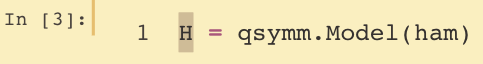 In [3]: 1 H = qsymm.Model(ham)